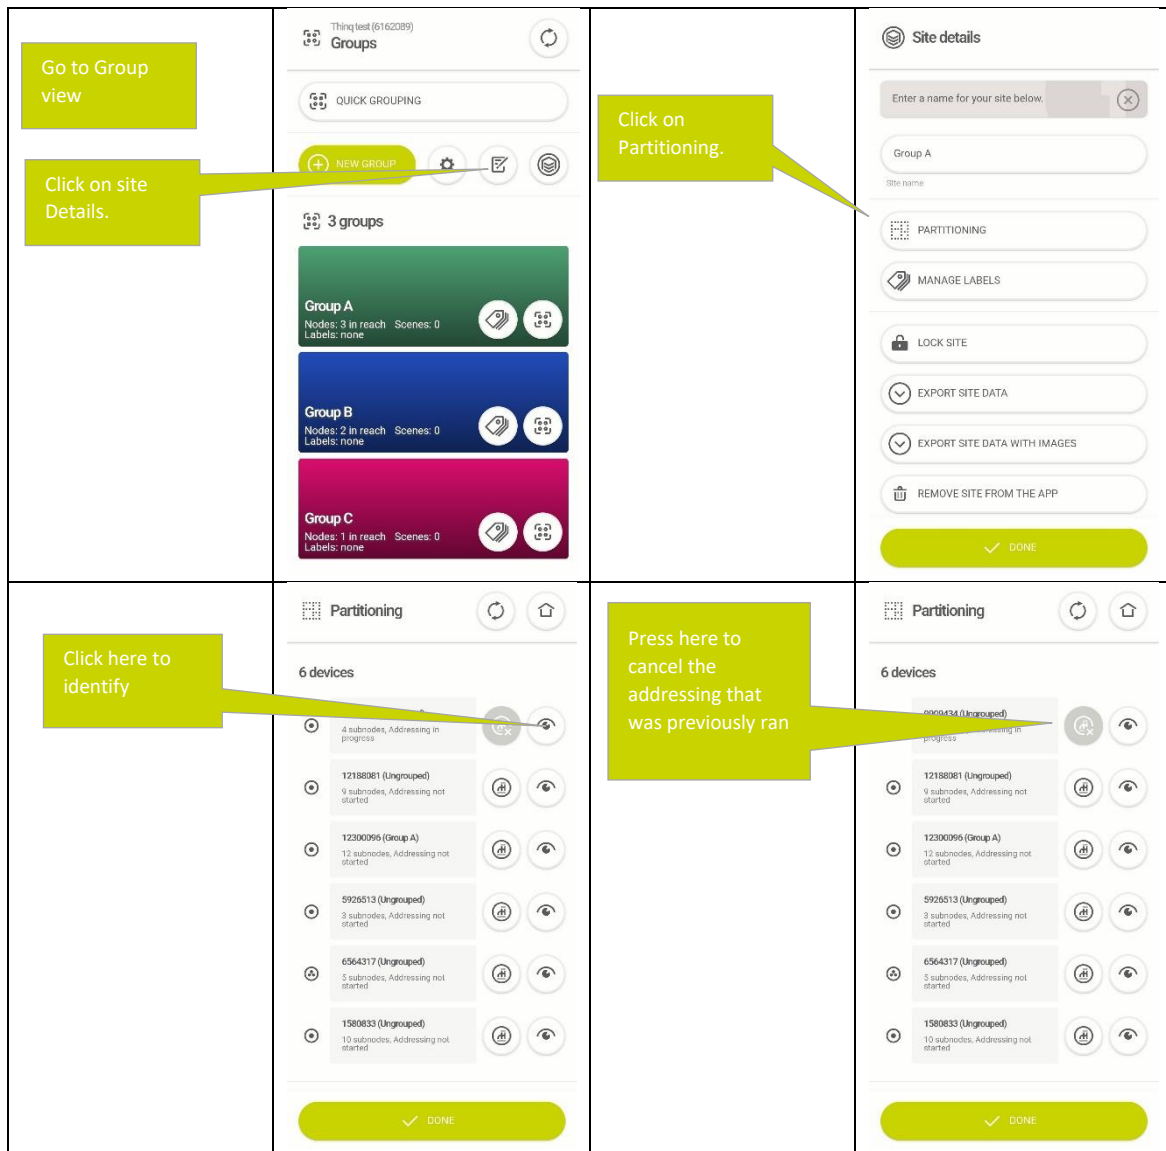 Go to Group
view
Click on site
Details.
Thinq test (6162089)
Groups
QUICK GROUPING
NEW GROUP
3 groups
Group A
Nodes: 3 in reach Scenes: 0
Labels: none
Group B
Nodes: 2 in reach Scenes: 0
Labels: none
Group C
Nodes: 1 in reach Scenes: 0
Labels: none
Click on
Partitioning.
Site details
Enter a name for your site below.
Group A
Site name
PARTITIONING
MANAGE LABELS
LOCK SITE
EXPORT SITE DATA
EXPORT SITE DATA WITH IMAGES
REMOVE SITE FROM THE APP
DONE
Click here to
identify
Partitioning
6 devices
4 subnodes, Addressing in
progress
12188081 (Ungrouped)
9 subnodes, Addressing not
started
12300096 (Group A)
12 subnodes, Addressing not
started
5926513 (Ungrouped)
3 subnodes, Addressing not
started
6564317 (Ungrouped)
5 subnodes, Addressing not
started
1580833 (Ungrouped)
10 subnodes, Addressing not
started
DONE
Press here to
cancel the
addressing that
was previously ran
Partitioning
6 devices
9909434 (Ungrouped)
Addressing in
progress
12188081 (Ungrouped)
9 subnodes, Addressing not
started
12300096 (Group A)
12 subnodes, Addressing not
started
5926513 (Ungrouped)
3 subnodes, Addressing not
started
6564317 (Ungrouped)
5 subnodes, Addressing not
started
1580833 (Ungrouped)
10 subnodes, Addressing not
started
DONE